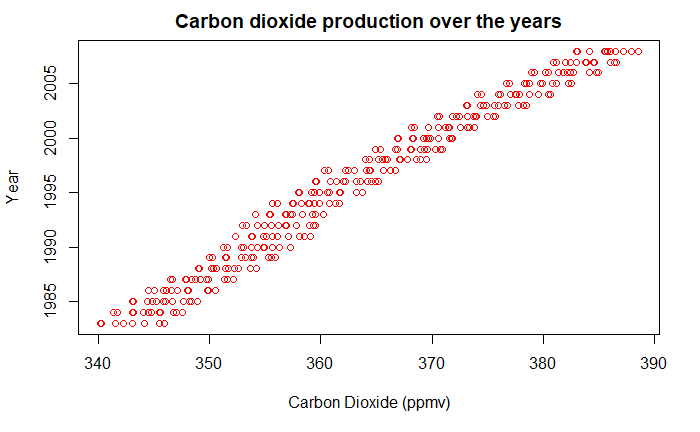 Carbon dioxide production over the years
Year
2005
2000
1995
1990
1985
340 350 360 370 380 390
Carbon Dioxide (ppmv)